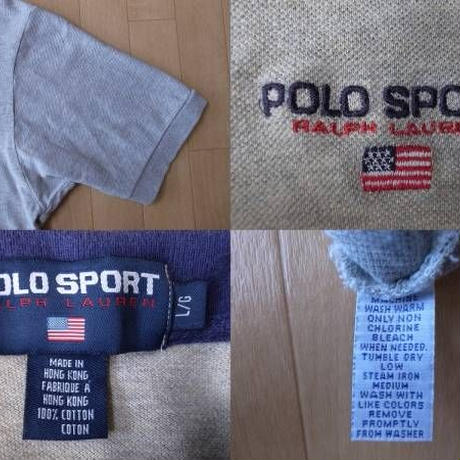 POLO SPO
RALPH LAUREN
POLO SPORT
RALPH LAUREN
L/G
MADE IN
HONG KONG
FABRIQUE À
HONG KONG
100% COTTON
COTON
MACHINE
WASH WARM
ONLY NON
CHLORINE
BLEACH
WHEN NEEDED.
TUMBLE DRY
LOW
STEAM IRON
MEDIUM
WASH WITH
LIKE COLORS
REMOVE
PROMPTLY
FROM WASHER